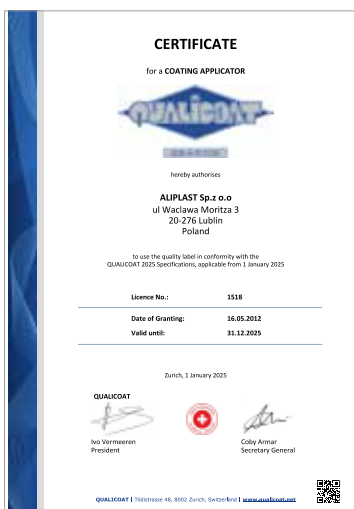 CERTIFICATE
for a COATING APPLICATOR
QUALICOAT
hereby authorises
ALIPLAST Sp.z o.o
ul Waclawa Moritza 3
20-276 Lublin
Poland
to use the quality label in conformity with the
QUALICOAT 2025 Specifications, applicable from 1 January 2025
Licence No.: 1518
Date of Granting: 16.05.2012
Valid until: 31.12.2025
Zurich, 1 January 2025
QUALICOAT
Ivo Vermeeren Coby Armar
President Secretary General
QUALICOAT | Tödistrasse 48, 8002 Zurich, Switzerland | www.qualicoat.net